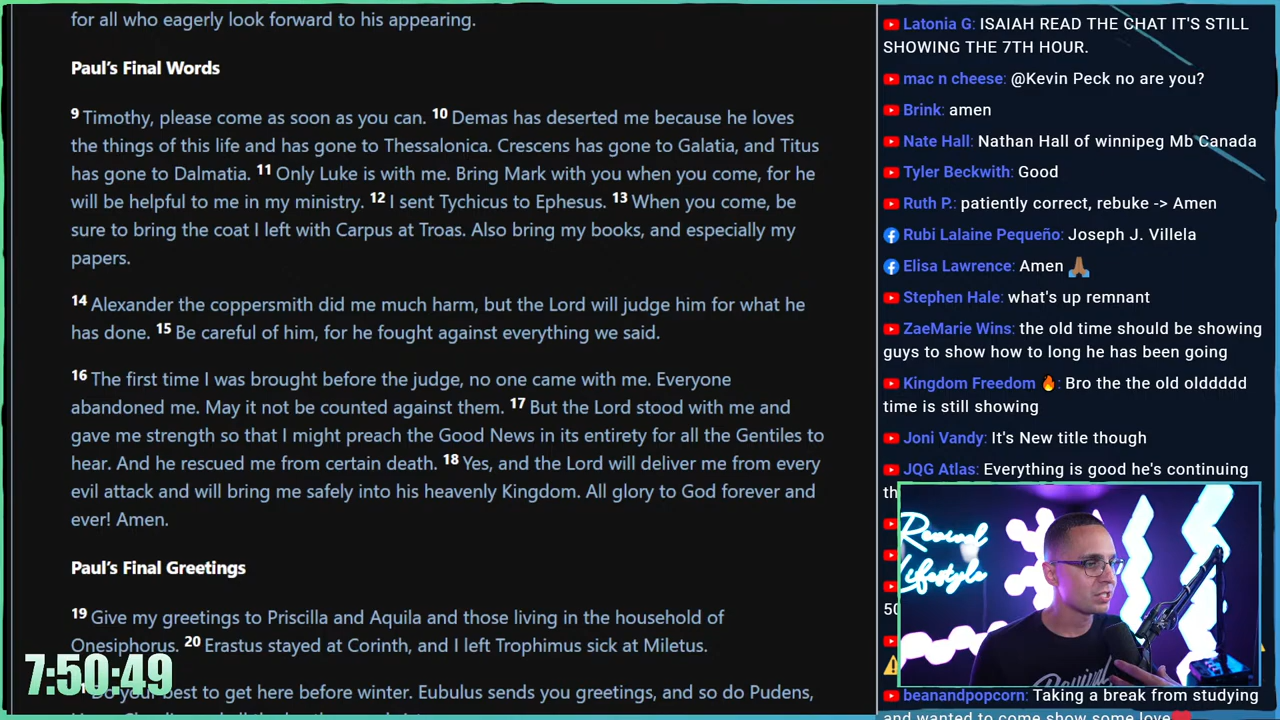 for all who eagerly look forward to his appearing.
Paul’s Final Words
9 Timothy, please come as soon as you can. 10 Demas has deserted me because he loves
the things of this life and has gone to Thessalonica. Crescens has gone to Galatia, and Titus
has gone to Dalmatia. 11 Only Luke is with me. Bring Mark with you when you come, for he
will be helpful to me in my ministry. 12 I sent Tychicus to Ephesus. 13 When you come, be
sure to bring the coat I left with Carpus at Troas. Also bring my books, and especially my
papers.
14 Alexander the coppersmith did me much harm, but the Lord will judge him for what he
has done. 15 Be careful of him, for he fought against everything we said.
16 The first time I was brought before the judge, no one came with me. Everyone
abandoned me. May it not be counted against them. 17 But the Lord stood with me and
gave me strength so that I might preach the Good News in its entirety for all the Gentiles to
hear. And he rescued me from certain death. 18 Yes, and the Lord will deliver me from every
evil attack and will bring me safely into his heavenly Kingdom. All glory to God forever and
ever! Amen.
Paul’s Final Greetings
19 Give my greetings to Priscilla and Aquila and those living in the household of
Onesiphorus. 20 Erastus stayed at Corinth, and I left Trophimus sick at Miletus.
your best to get here before winter. Eubulus sends you greetings, and so do Pudens,
7:50:49
Latonia G: ISAIAH READ THE CHAT IT'S STILL
SHOWING THE 7TH HOUR.
mac n cheese: @Kevin Peck no are you?
Brink: amen
Nate Hall: Nathan Hall of winnipeg Mb Canada
Tyler Beckwith: Good
Ruth P.: patiently correct, rebuke -> Amen
Rubi Lalaine Pequeño: Joseph J. Villela
Elisa Lawrence: Amen 🙏🏽
Stephen Hale: what's up remnant
ZaeMarie Wins: the old time should be showing
guys to show how to long he has been going
Kingdom Freedom 🔥: Bro the the old olddddd
time is still showing
Joni Vandy: It's New title though
JQG Atlas: Everything is good he's continuing
th
50
Revival
Lifestyle
Revival
beanandpopcorn: Taking a break from studying
and wanted to come show some love